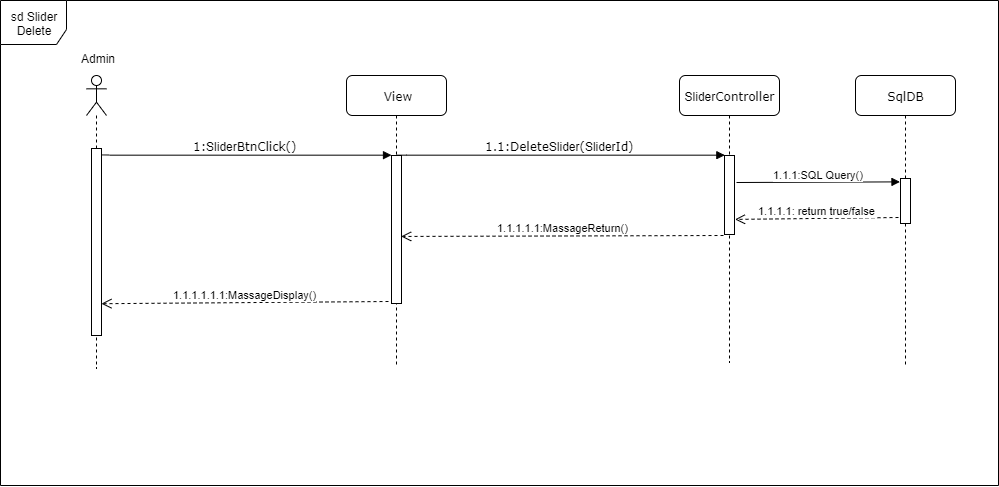 sd Slider
Delete
Admin
View
SliderController
SqlDB
1:SliderBtnClick()
1.1:DeleteSlider(SliderId)
1.1.1:SQL Query()
1.1.1.1: return true/false
1.1.1.1.1:MassageReturn()
1.1.1.1.1.1:MassageDisplay()